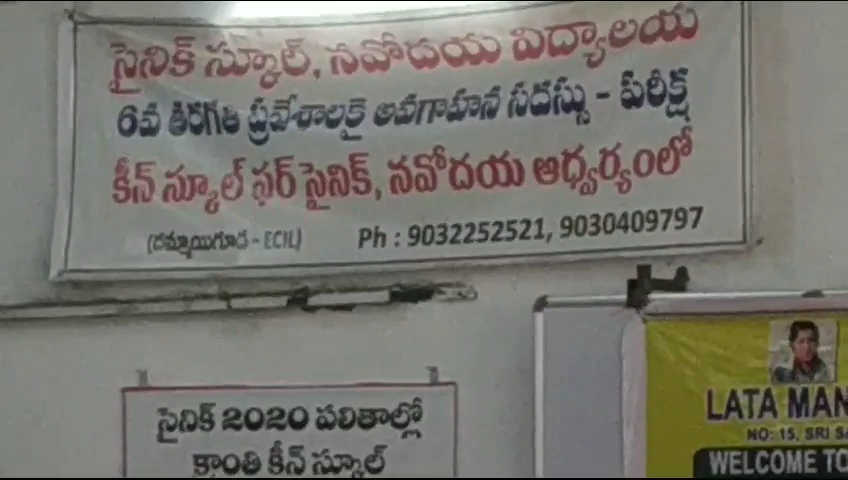 సైనిక్ స్కూల్, నవోదయ విద్యాలయ
6వ తరగతి ప్రవేశాలకై అవగాహన సదస్సు - పరీక్ష
కీన్ స్కూల్ ఫర్ సైనిక్, నవోదయ ఆధ్వర్యంలో
(దమ్మాయిగూడ - ECIL) Ph : 9032252521, 9030409797
సైనిక్ 2020 ఫలితాల్లో
క్రాంతి కీన్ స్కూల్
LATA MAN
NO: 15, SRI SA
WELCOME TO